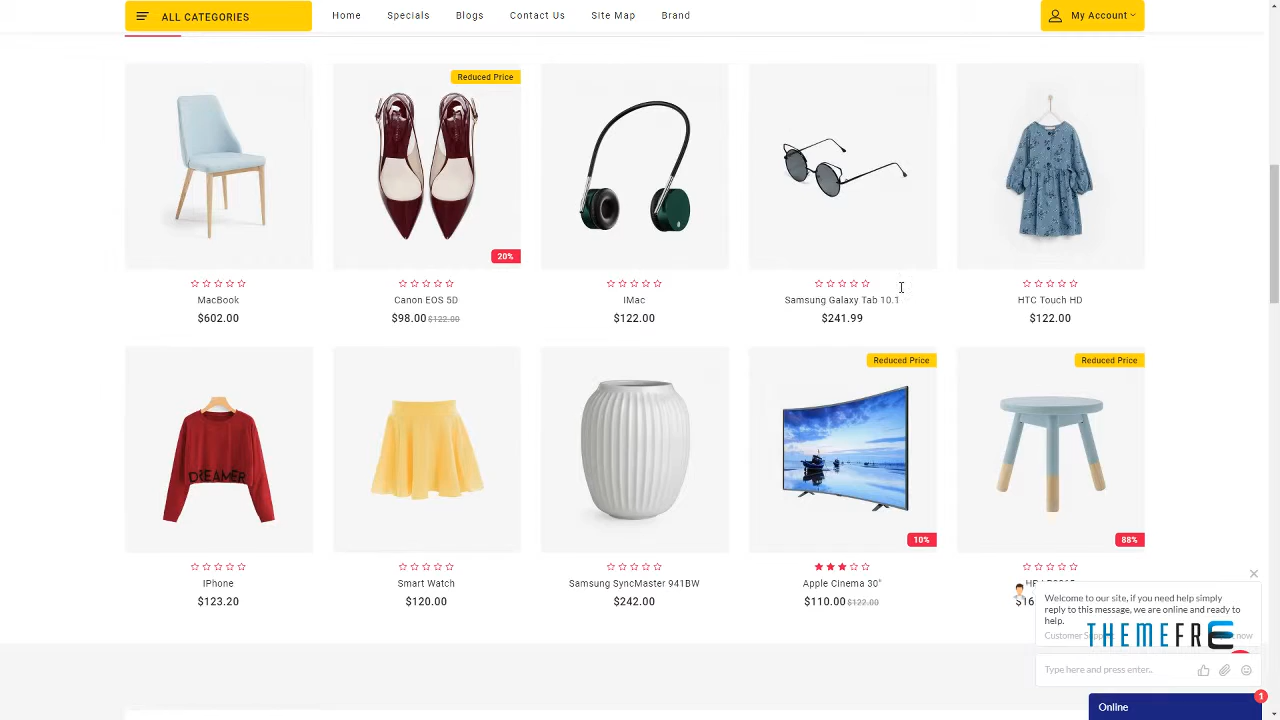 ALL CATEGORIES
Home
Specials
Blogs
Contact Us
Site Map
Brand
My Account
Reduced Price
20%
MacBook
Canon EOS 5D
iMac
Samsung Galaxy Tab 10.1
HTC Touch HD
$602.00
$98.00 $122.00
$122.00
$241.99
$122.00
Reduced Price
Reduced Price
DREAMER
10%
88%
IPhone
Smart Watch
Samsung SyncMaster 941BW
Apple Cinema 30"
$123.20
$120.00
$242.00
$110.00 $122.00
Welcome to our site, if you need help simply
reply to this message, we are online and ready to
help.
Customer
now
THEMEFRE
Type here and press enter..
Online
1